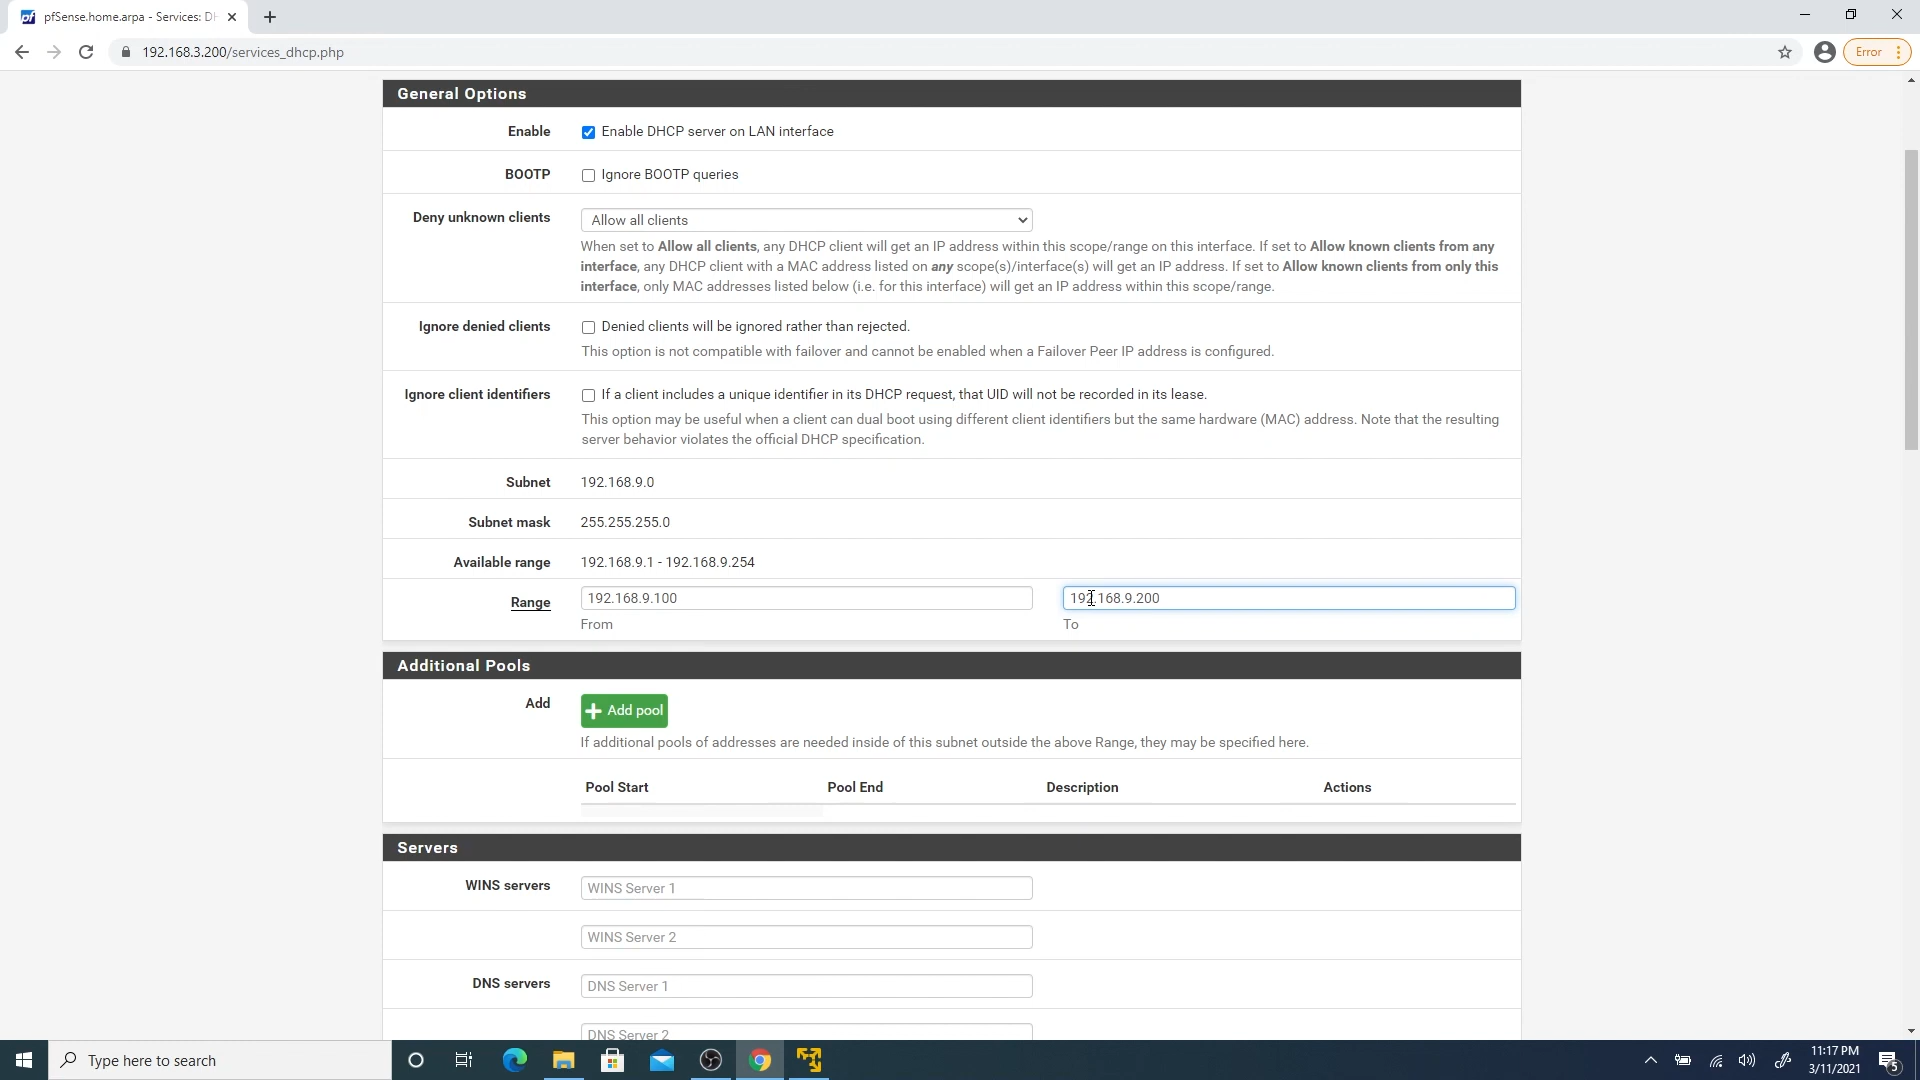 pfSense.home.arpa - Services: DH
192.168.3.200/services_dhcp.php
Error
General Options
Enable
Enable DHCP server on LAN interface
BOOTP
Ignore BOOTP queries
Deny unknown clients
Allow all clients
When set to Allow all clients, any DHCP client will get an IP address within this scope/range on this interface. If set to Allow known clients from any
interface, any DHCP client with a MAC address listed on any scope(s)/interface(s) will get an IP address. If set to Allow known clients from only this
interface, only MAC addresses listed below (i.e. for this interface) will get an IP address within this scope/range.
Ignore denied clients
Denied clients will be ignored rather than rejected.
This option is not compatible with failover and cannot be enabled when a Failover Peer IP address is configured.
Ignore client identifiers
If a client includes a unique identifier in its DHCP request, that UID will not be recorded in its lease.
This option may be useful when a client can dual boot using different client identifiers but the same hardware (MAC) address. Note that the resulting
server behavior violates the official DHCP specification.
Subnet
192.168.9.0
Subnet mask
255.255.255.0
Available range
192.168.9.1 - 192.168.9.254
Range
192.168.9.100
192.168.9.200
From
To
Additional Pools
Add
Add pool
If additional pools of addresses are needed inside of this subnet outside the above Range, they may be specified here.
Pool Start
Pool End
Description
Actions
Servers
WINS servers
WINS Server 1
WINS Server 2
DNS servers
DNS Server 1
DNS Server 2
Type here to search
11:17 PM
3/11/2021
5